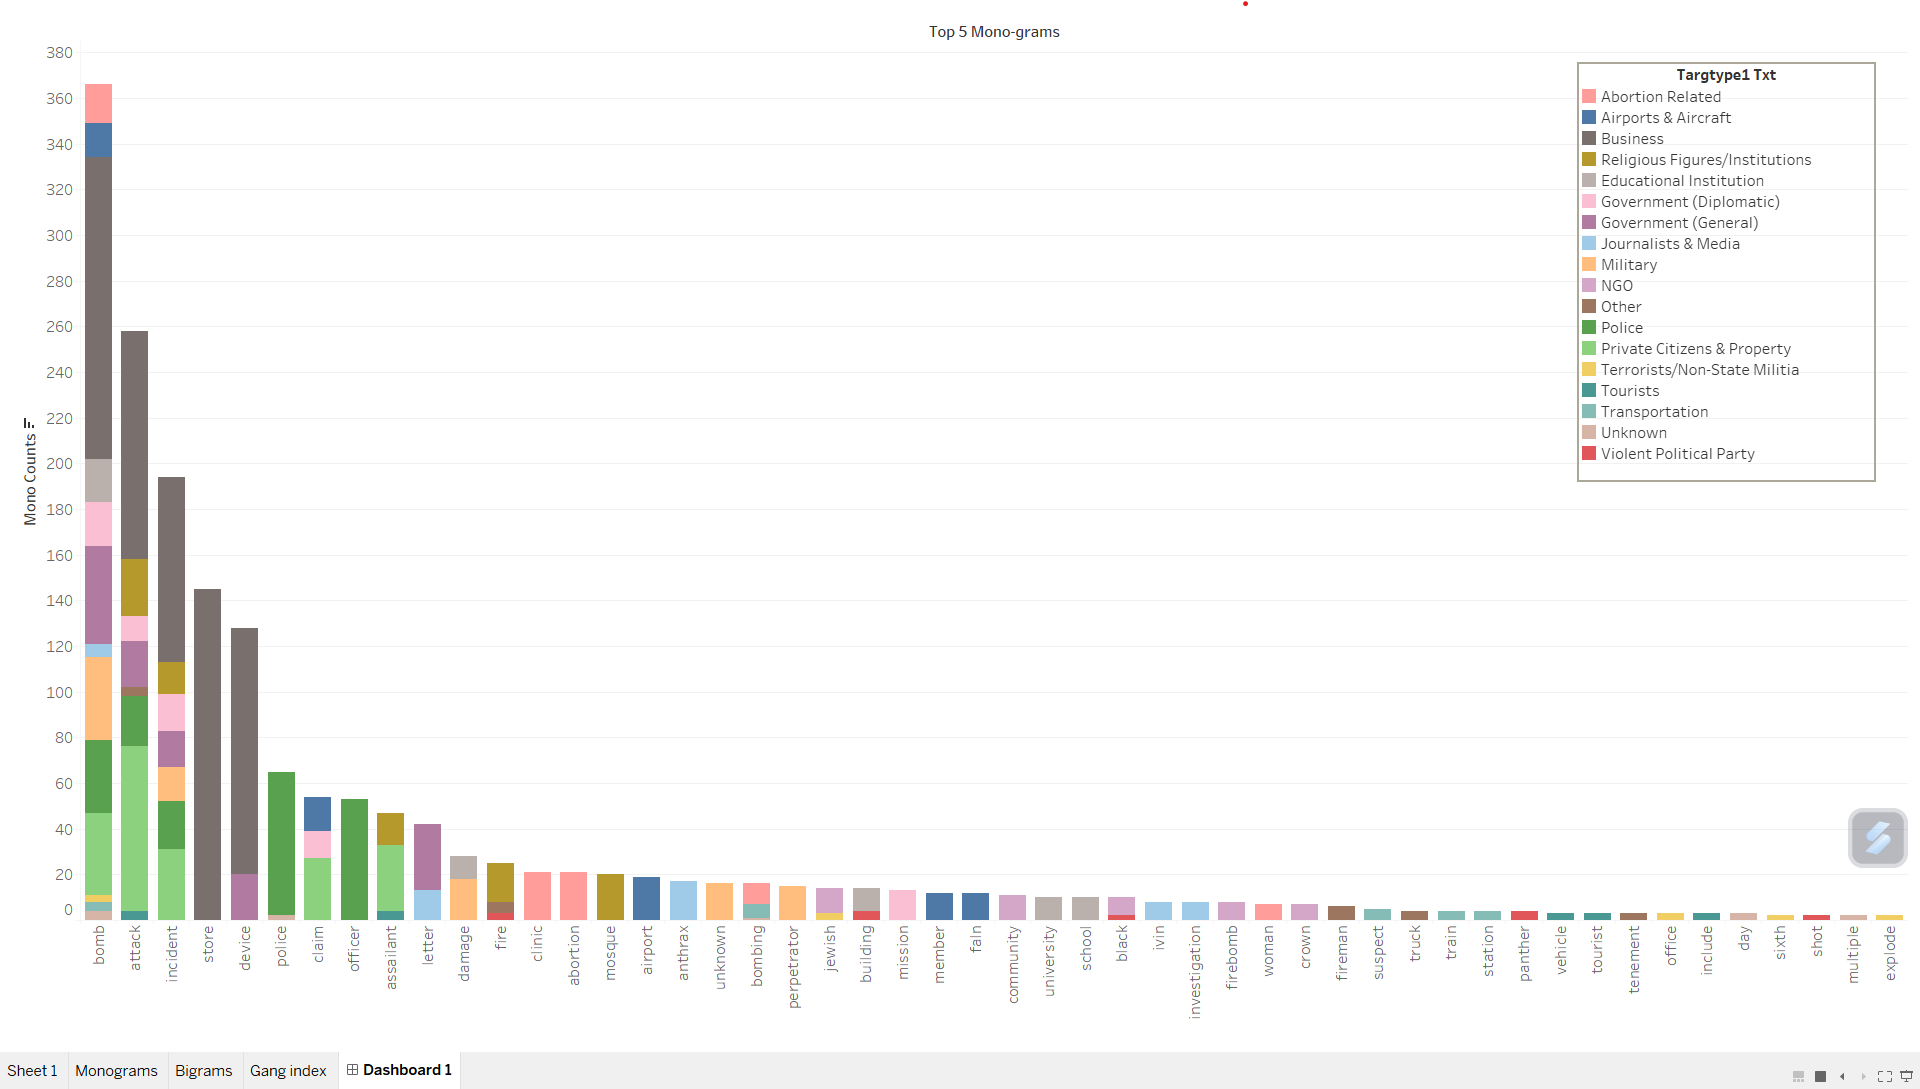 Top 5 Mono-grams
Mono Counts
380
360
340
320
300
280
260
240
220
200
180
160
140
120
100
80
60
40
20
0
Targtype1 Txt
Abortion Related
Airports & Aircraft
Business
Religious Figures/Institutions
Educational Institution
Government (Diplomatic)
Government (General)
Journalists & Media
Military
NGO
Other
Police
Private Citizens & Property
Terrorists/Non-State Militia
Tourists
Transportation
Unknown
Violent Political Party
bomb
attack
incident
store
device
police
claim
officer
assailant
letter
damage
fire
clinic
abortion
mosque
airport
anthrax
unknown
bombing
perpetrator
jewish
building
mission
member
faln
community
university
school
black
ivin
investigation
firebomb
woman
crown
fireman
suspect
truck
train
station
panther
vehicle
tourist
tenement
office
include
day
sixth
shot
multiple
explode
Sheet 1 Monograms Bigrams Gang index Dashboard 1